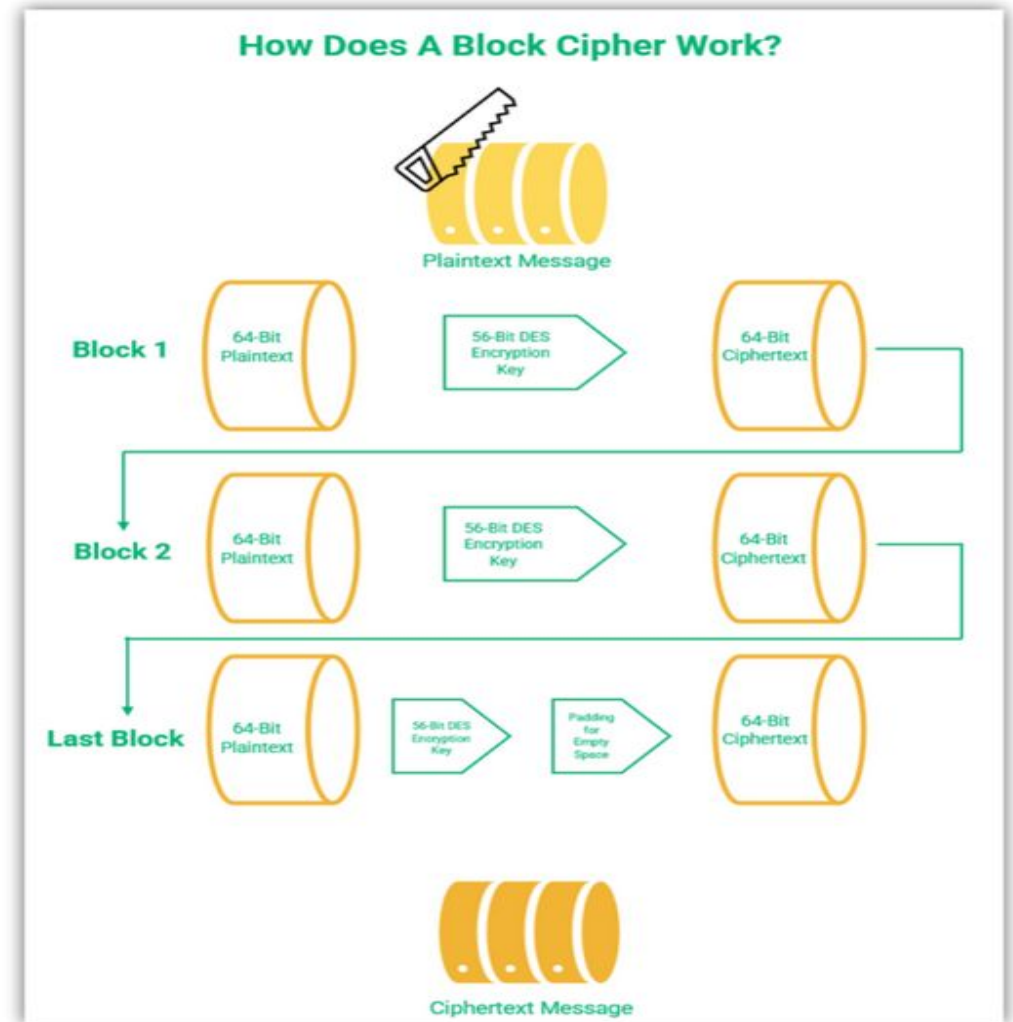 How Does A Block Cipher Work?
Plaintext Message
Block 1
64-Bit
Plaintext
56-Bit DES
Encryption
Key
64-Bit
Ciphertext
Block 2
64-Bit
Plaintext
56-Bit DES
Encryption
Key
64-Bit
Ciphertext
Last Block
64-Bit
Plaintext
56-Bit DES
Encryption
Key
Padding
for
Empty
Space
64-Bit
Ciphertext
Ciphertext Message